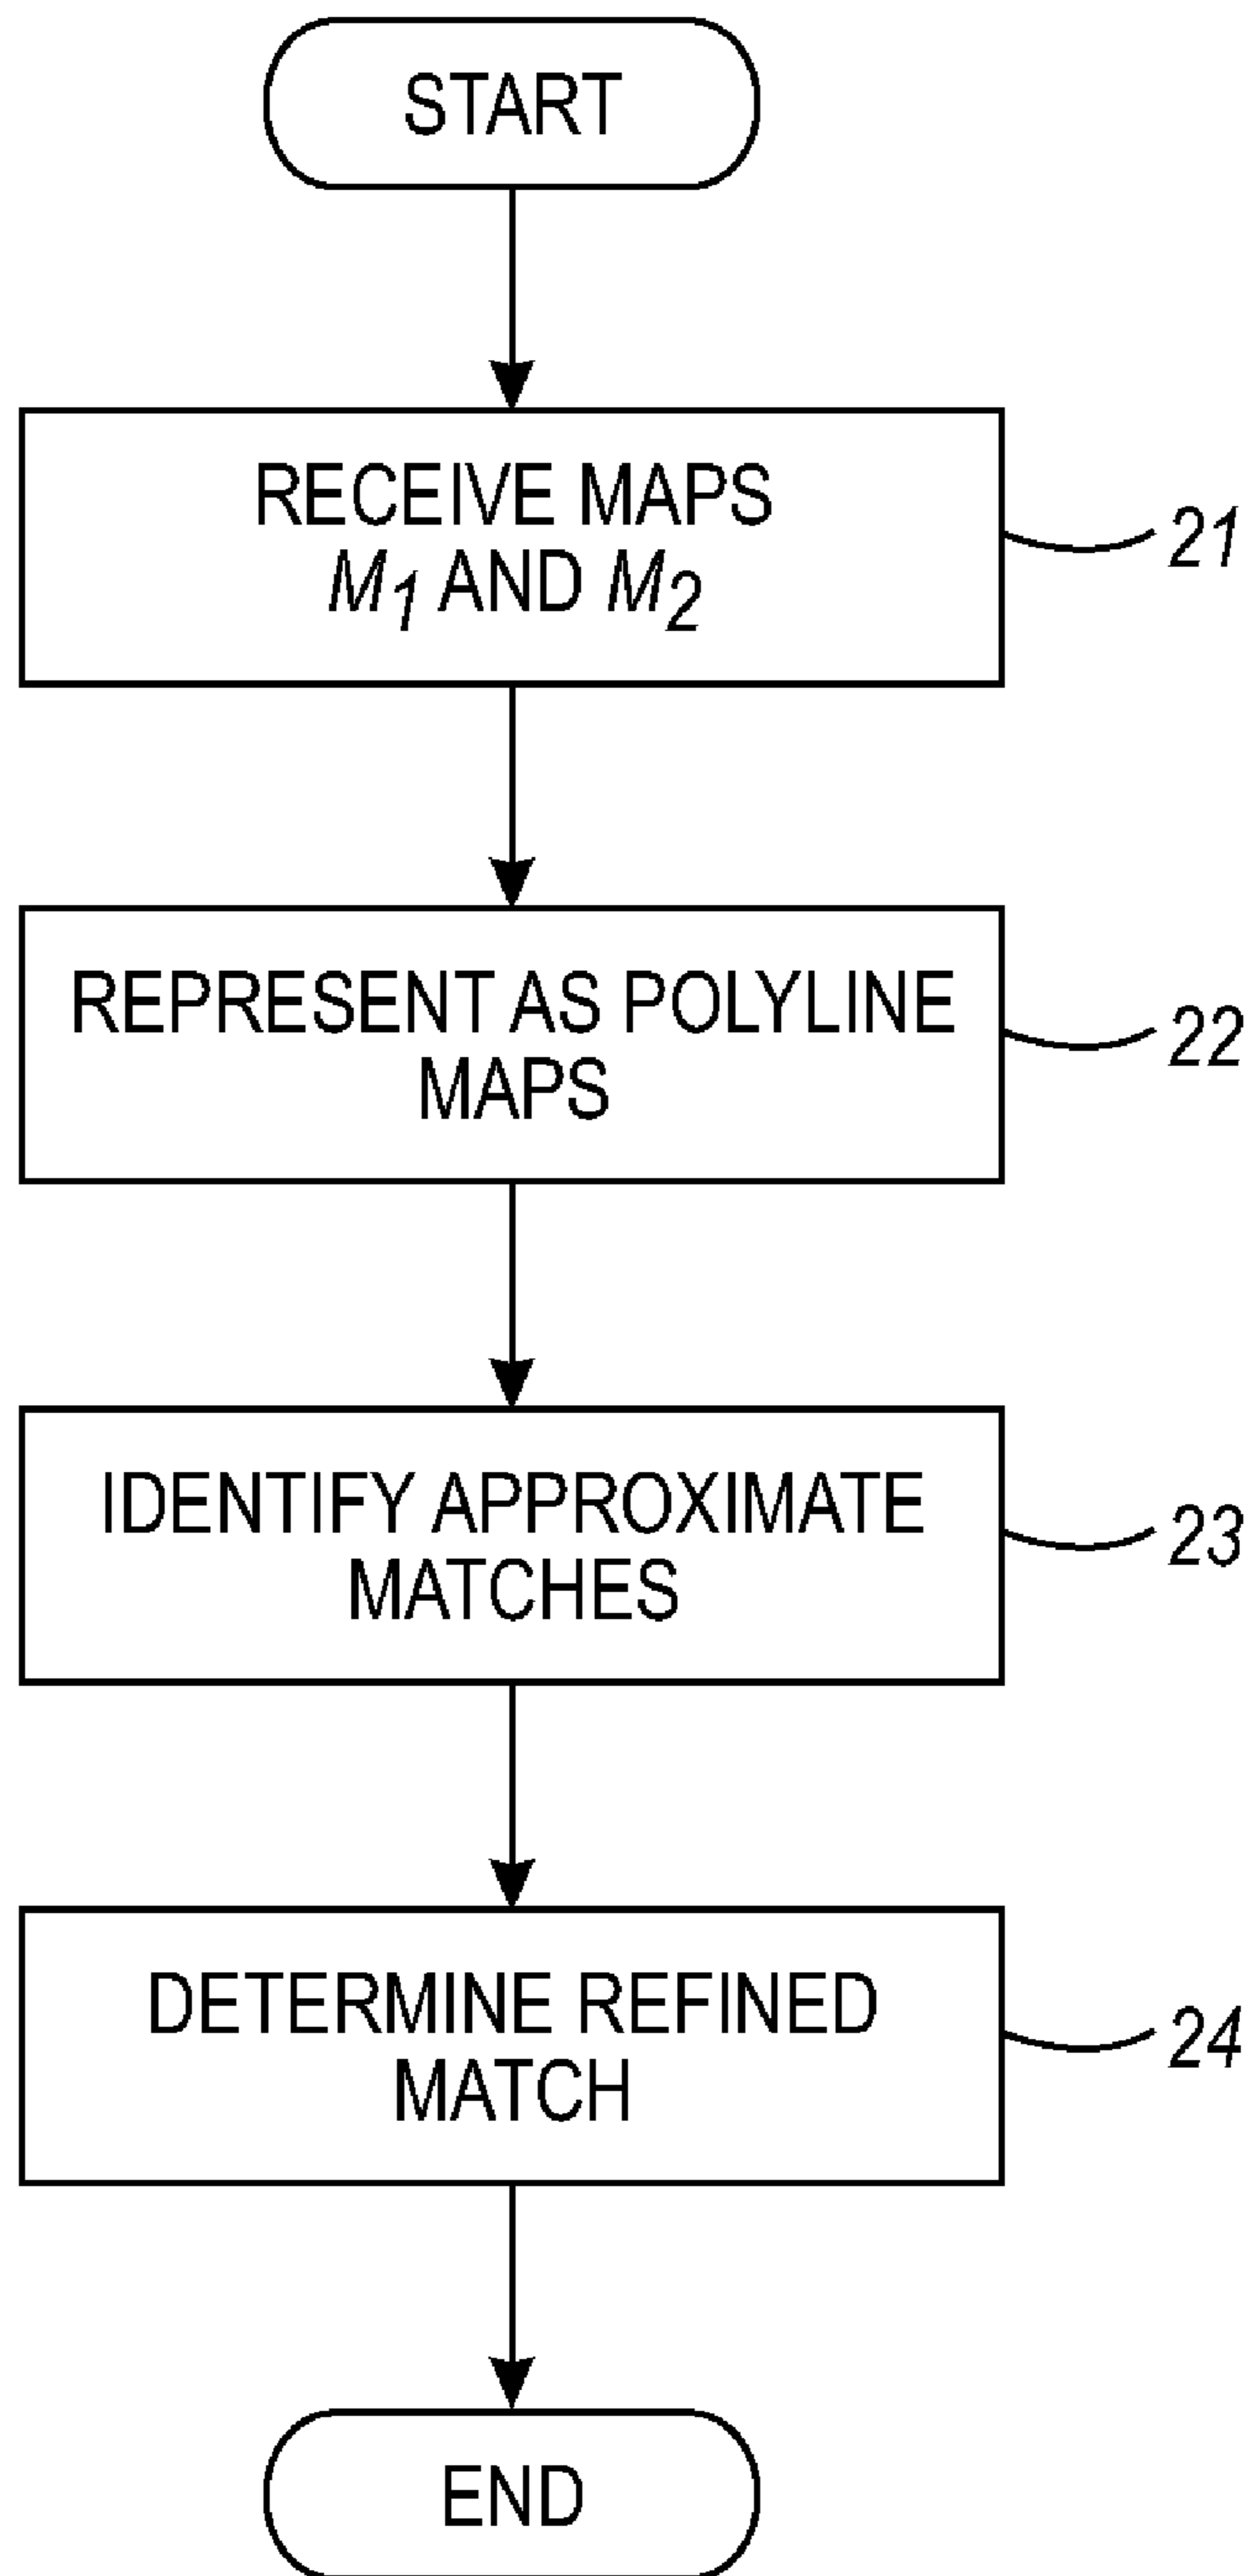 START
RECEIVE MAPS
M1 AND M2
21
REPRESENT AS POLYLINE
MAPS
22
IDENTIFY APPROXIMATE
MATCHES
23
DETERMINE REFINED
MATCH
24
END